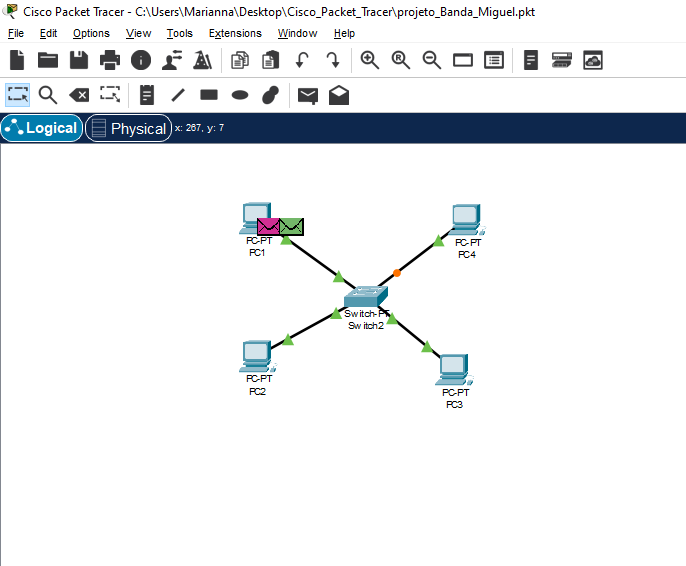 Cisco Packet Tracer - C:\Users\Marianna\Desktop\Cisco_Packet_Tracer\projeto_Banda_Miguel.pkt
File Edit Options View Tools Extensions Window Help
Logical Physical x: 267, y: 7
PC-PT
PC1
PC-PT
PC4
Switch-PT
Switch2
PC-PT
PC2
PC-PT
PC3